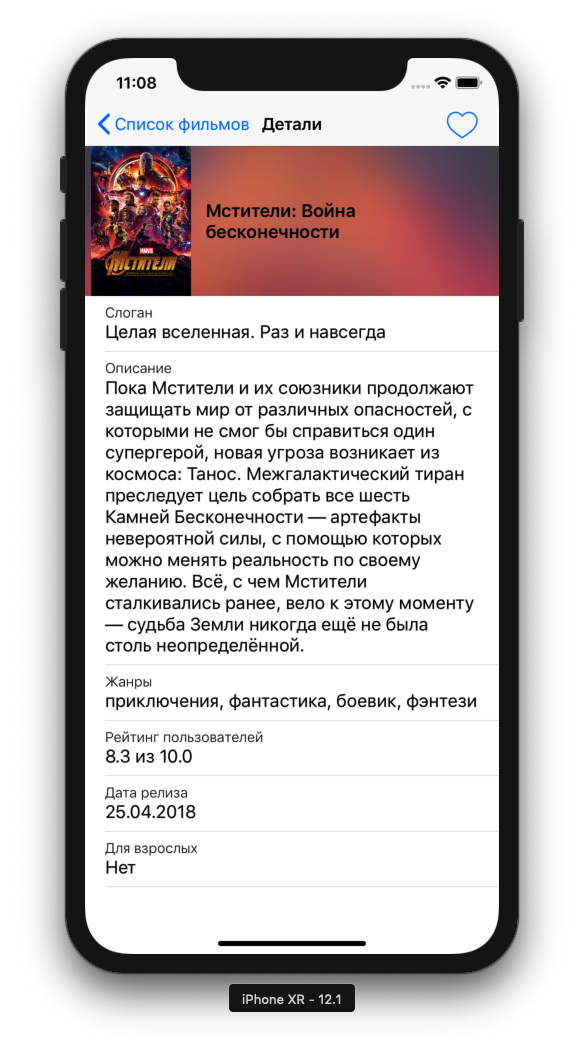 11:08
Список фильмов Детали
MARVEL
МСТИТЕЛИ
Мстители: Война
бесконечности
Слоган
Целая вселенная. Раз и навсегда
Описание
Пока Мстители и их союзники продолжают
защищать мир от различных опасностей, с
которыми не смог бы справиться один
супергерой, новая угроза возникает из
космоса: Танос. Межгалактический тиран
преследует цель собрать все шесть
Камней Бесконечности — артефакты
невероятной силы, с помощью которых
можно менять реальность по своему
желанию. Всё, с чем Мстители
сталкивались ранее, вело к этому моменту
— судьба Земли никогда ещё не была
столь неопределённой.
Жанры
приключения, фантастика, боевик, фэнтези
Рейтинг пользователей
8.3 из 10.0
Дата релиза
25.04.2018
Для взрослых
Нет
iPhone XR - 12.1